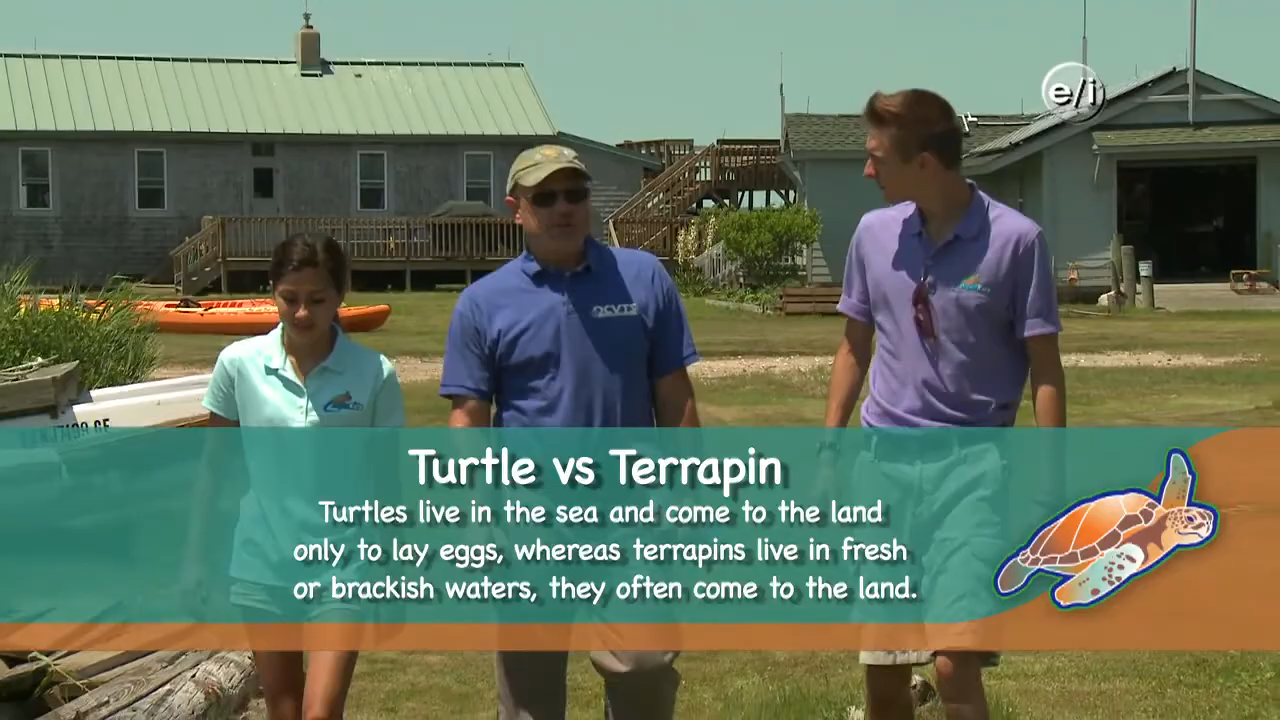 e/i
OCVTS
Turtle vs Terrapin
Turtles live in the sea and come to the land
only to lay eggs, whereas terrapins live in fresh
or brackish waters, they often come to the land.